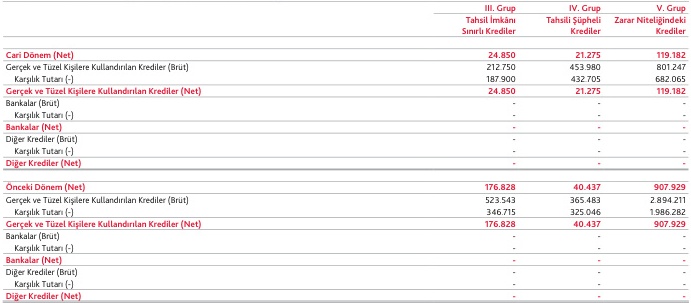 III. Grup IV. Grup V. Grup
Tahsil İmkânı Tahsili Şüpheli Zarar Niteliğindeki
Sınırlı Krediler Krediler Krediler
Cari Dönem (Net) 24.850 21.275 119.182
Gerçek ve Tüzel Kişilere Kullandırılan Krediler (Brüt) 212.750 453.980 801.247
Karşılık Tutarı (-) 187.900 432.705 682.065
Gerçek ve Tüzel Kişilere Kullandırılan Krediler (Net) 24.850 21.275 119.182
Bankalar (Brüt) - - -
Karşılık Tutarı (-) - - -
Bankalar (Net) - - -
Diğer Krediler (Brüt) - - -
Karşılık Tutarı (-) - - -
Diğer Krediler (Net) - - -
Önceki Dönem (Net) 176.828 40.437 907.929
Gerçek ve Tüzel Kişilere Kullandırılan Krediler (Brüt) 523.543 365.483 2.894.211
Karşılık Tutarı (-) 346.715 325.046 1.986.282
Gerçek ve Tüzel Kişilere Kullandırılan Krediler (Net) 176.828 40.437 907.929
Bankalar (Brüt) - - -
Karşılık Tutarı (-) - - -
Bankalar (Net) - - -
Diğer Krediler (Brüt) - - -
Karşılık Tutarı (-) - - -
Diğer Krediler (Net) - - -